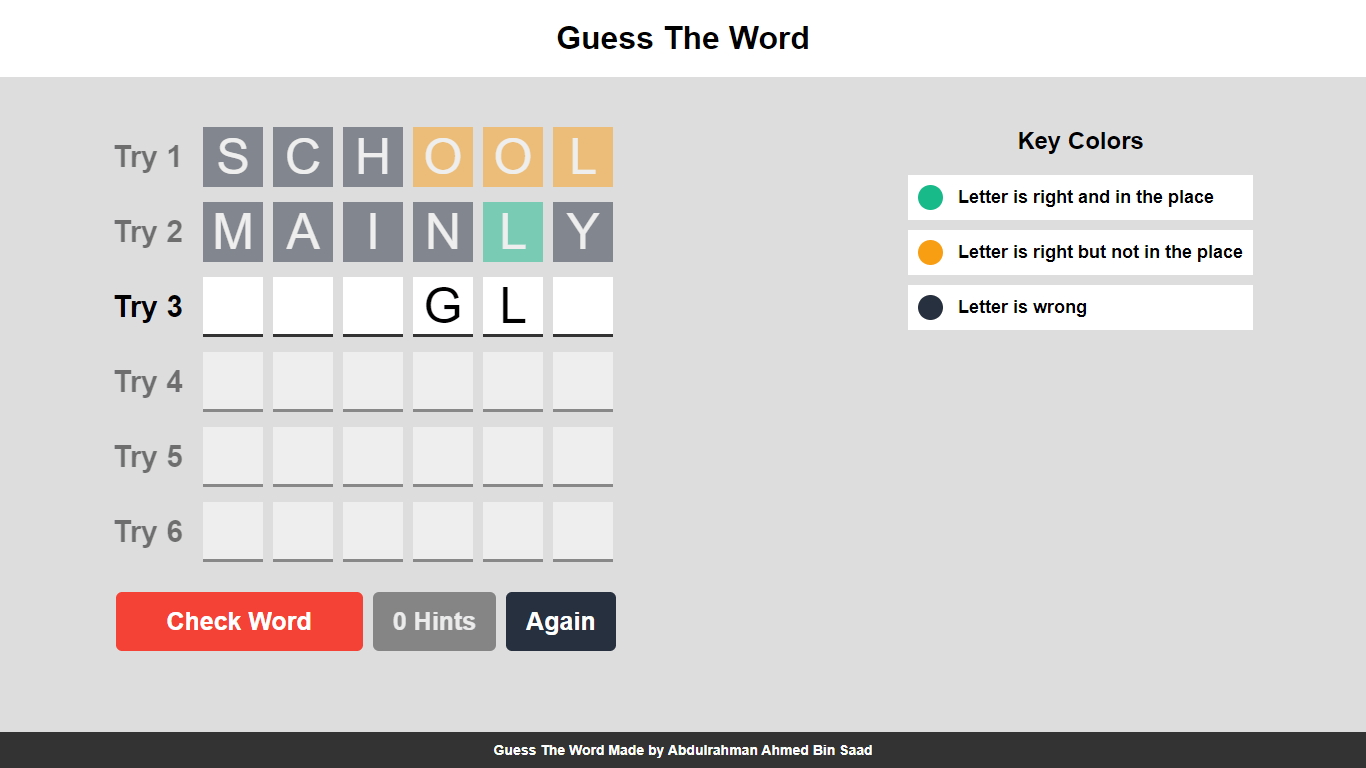 Guess The Word
Try 1 S C H O O L
Try 2 M A I N L Y
Try 3 G L
Try 4
Try 5
Try 6
Check Word 0 Hints Again
Key Colors
Letter is right and in the place
Letter is right but not in the place
Letter is wrong
Guess The Word Made by Abdulrahman Ahmed Bin Saad